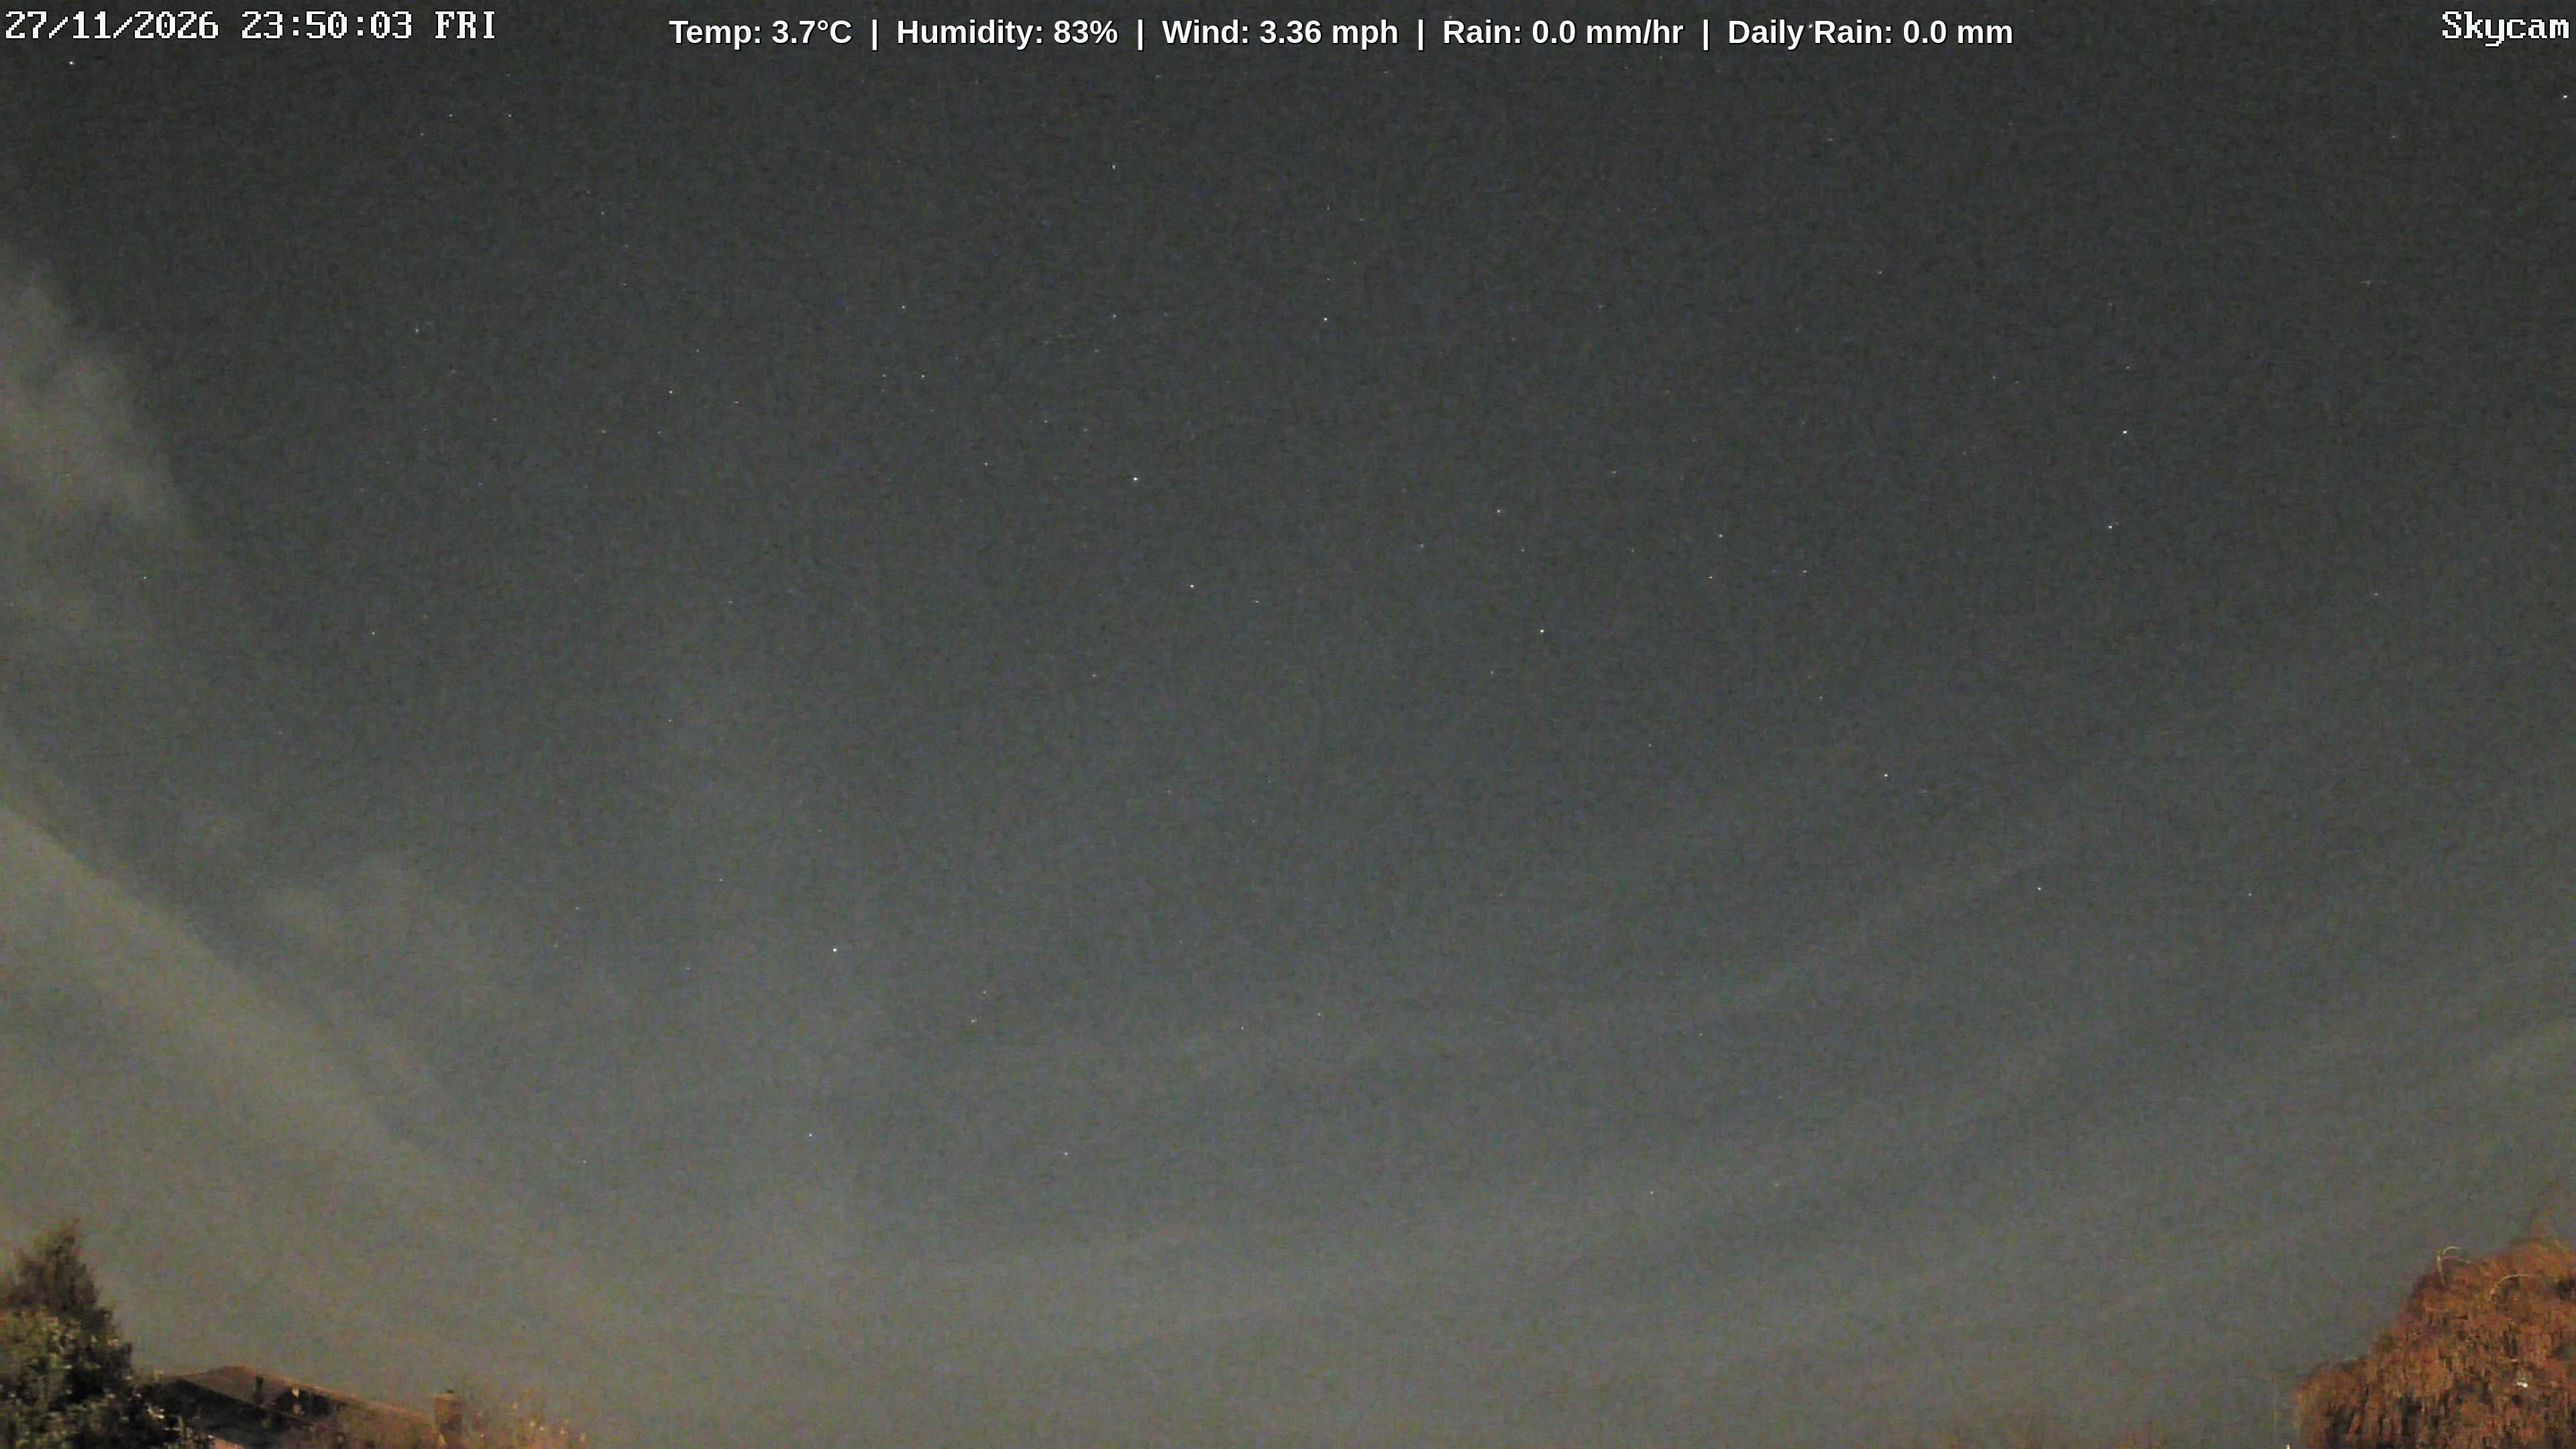 27/11/2026 23:50:03 FRI
Temp: 3.7°C | Humidity: 83% | Wind: 3.36 mph | Rain: 0.0 mm/hr | Daily Rain: 0.0 mm
Skycam